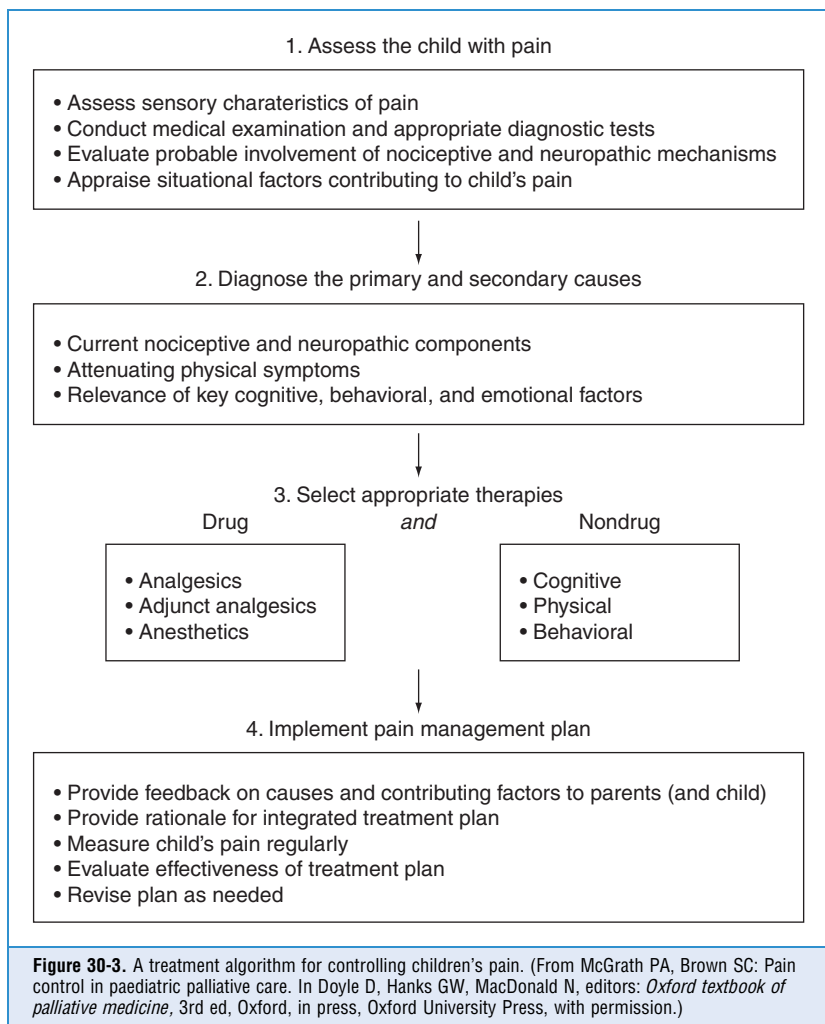 1. Assess the child with pain
• Assess sensory charateristics of pain
• Conduct medical examination and appropriate diagnostic tests
• Evaluate probable involvement of nociceptive and neuropathic mechanisms
• Appraise situational factors contributing to child's pain
2. Diagnose the primary and secondary causes
• Current nociceptive and neuropathic components
• Attenuating physical symptoms
• Relevance of key cognitive, behavioral, and emotional factors
3. Select appropriate therapies
Drug and Nondrug
• Analgesics
• Adjunct analgesics
• Anesthetics
• Cognitive
• Physical
• Behavioral
4. Implement pain management plan
• Provide feedback on causes and contributing factors to parents (and child)
• Provide rationale for integrated treatment plan
• Measure child's pain regularly
• Evaluate effectiveness of treatment plan
• Revise plan as needed
Figure 30-3. A treatment algorithm for controlling children's pain. (From McGrath PA, Brown SC: Pain
control in paediatric palliative care. In Doyle D, Hanks GW, MacDonald N, editors: Oxford textbook of
palliative medicine, 3rd ed, Oxford, in press, Oxford University Press, with permission.)